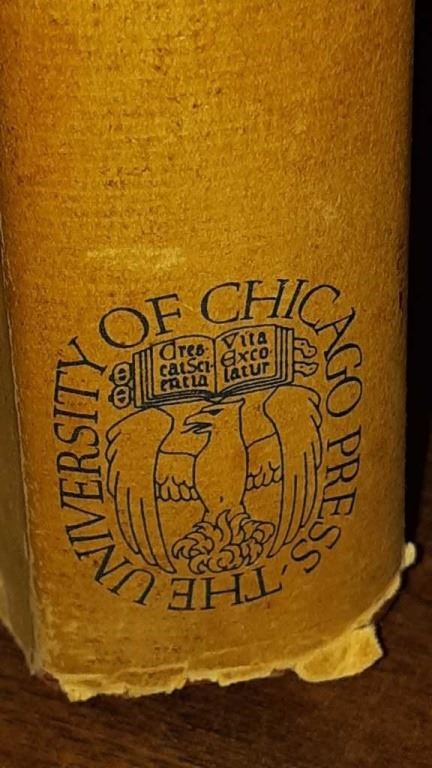 THE UNIVERSITY OF CHICAGO PRESS ·
Cres-
cat Sci-
entia
Vita
Exco-
latur